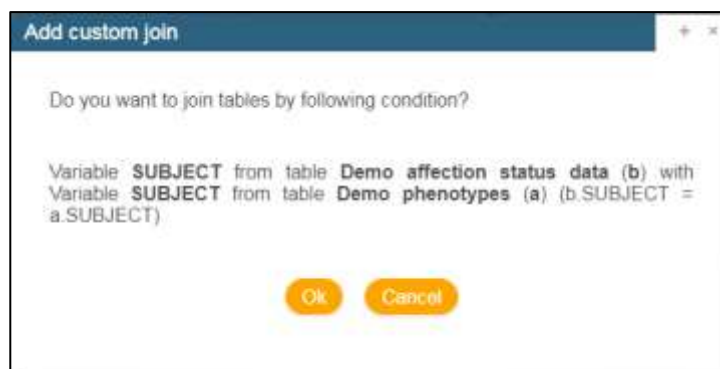 Add custom join
Do you want to join tables by following condition?
Variable SUBJECT from table Demo affection status data (b) with
Variable SUBJECT from table Demo phenotypes (a) (b.SUBJECT =
a.SUBJECT)
Ok Cancel